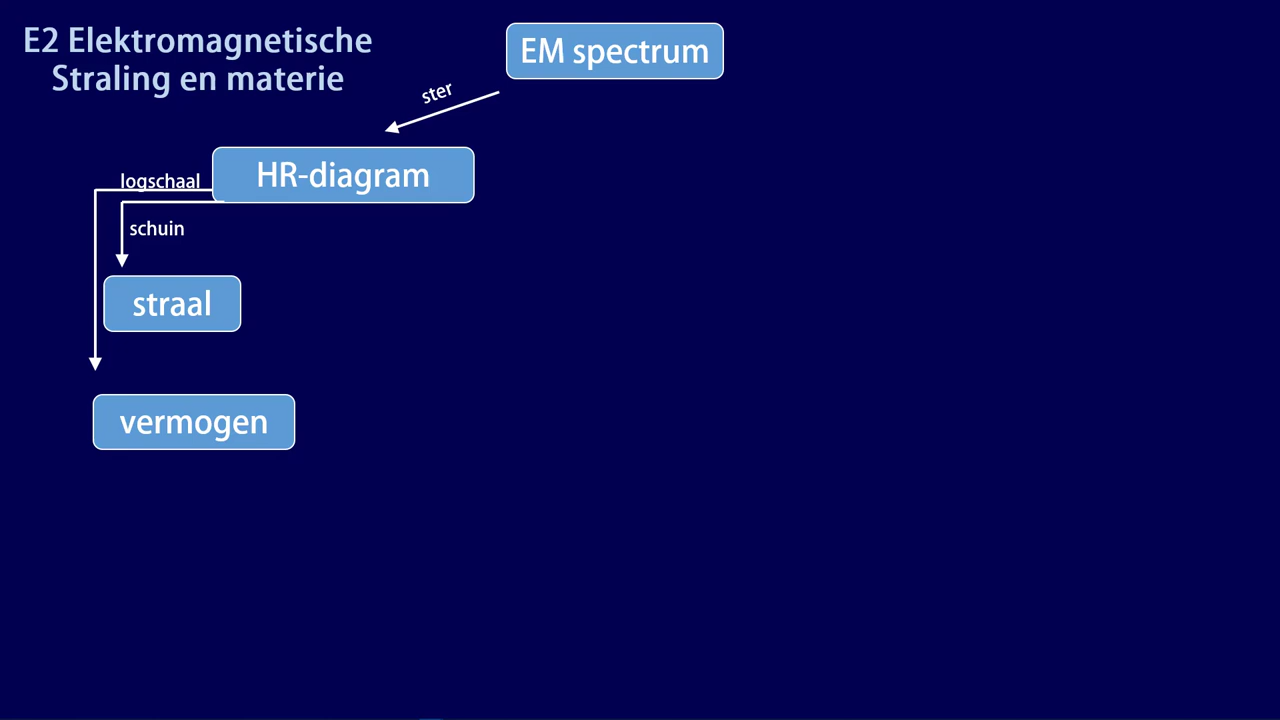 E2 Elektromagnetische
Straling en materie
EM spectrum
ster
HR-diagram
logschaal
schuin
straal
vermogen